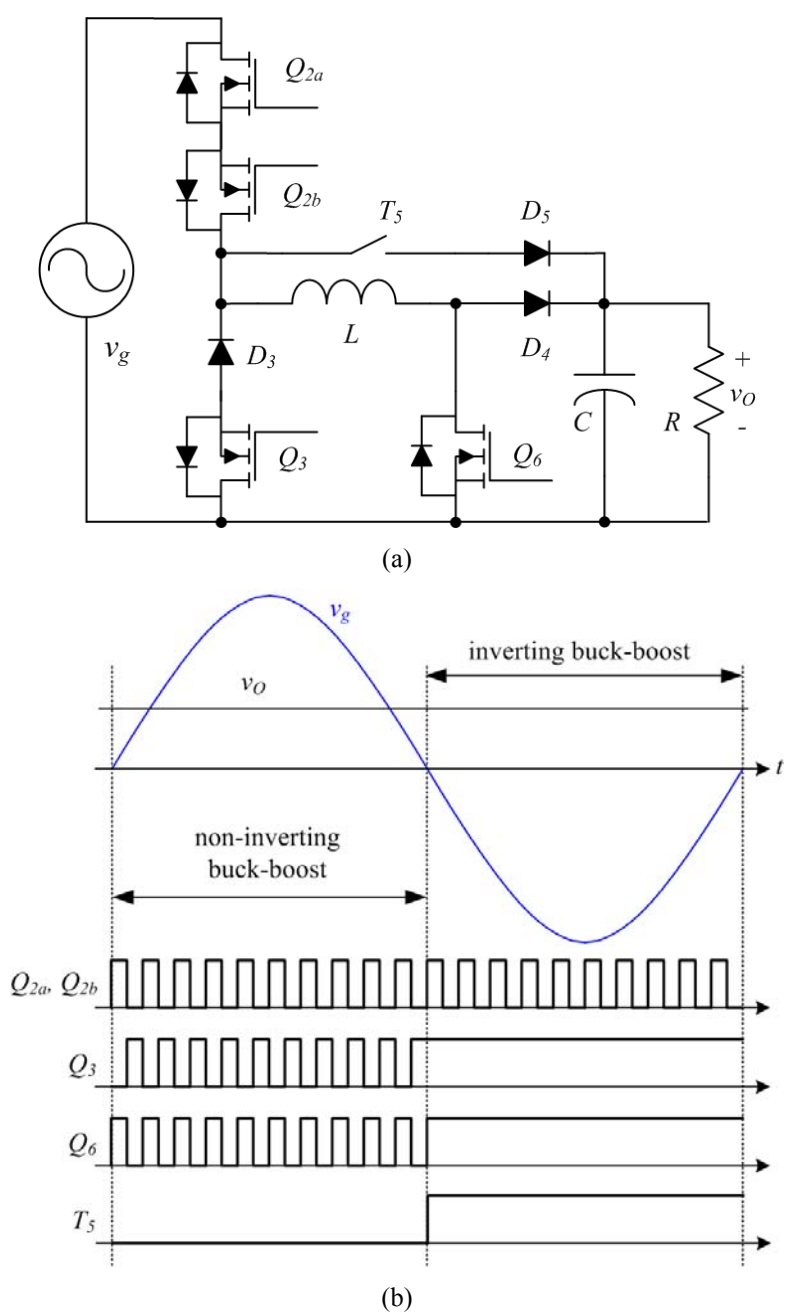 Q2a
Q2b
T5
D5
vg
L
D4
D3
+
vO
-
C
R
Q3
Q6
(a)
vg
inverting buck-boost
vO
t
non-inverting
buck-boost
Q2a, Q2b
Q3
Q6
T5
(b)